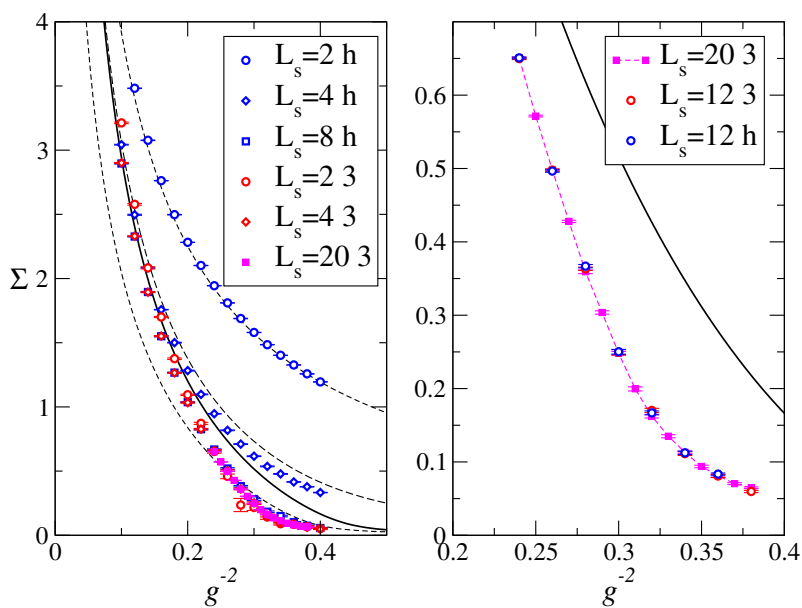 4
3
Σ
2
1
0
0
0.2
0.4
g⁻²
L_s=2 h
L_s=4 h
L_s=8 h
L_s=2 3
L_s=4 3
L_s=20 3
0.6
0.5
0.4
0.3
0.2
0.1
0
0.2
0.25
0.3
0.35
0.4
g⁻²
L_s=20 3
L_s=12 3
L_s=12 h